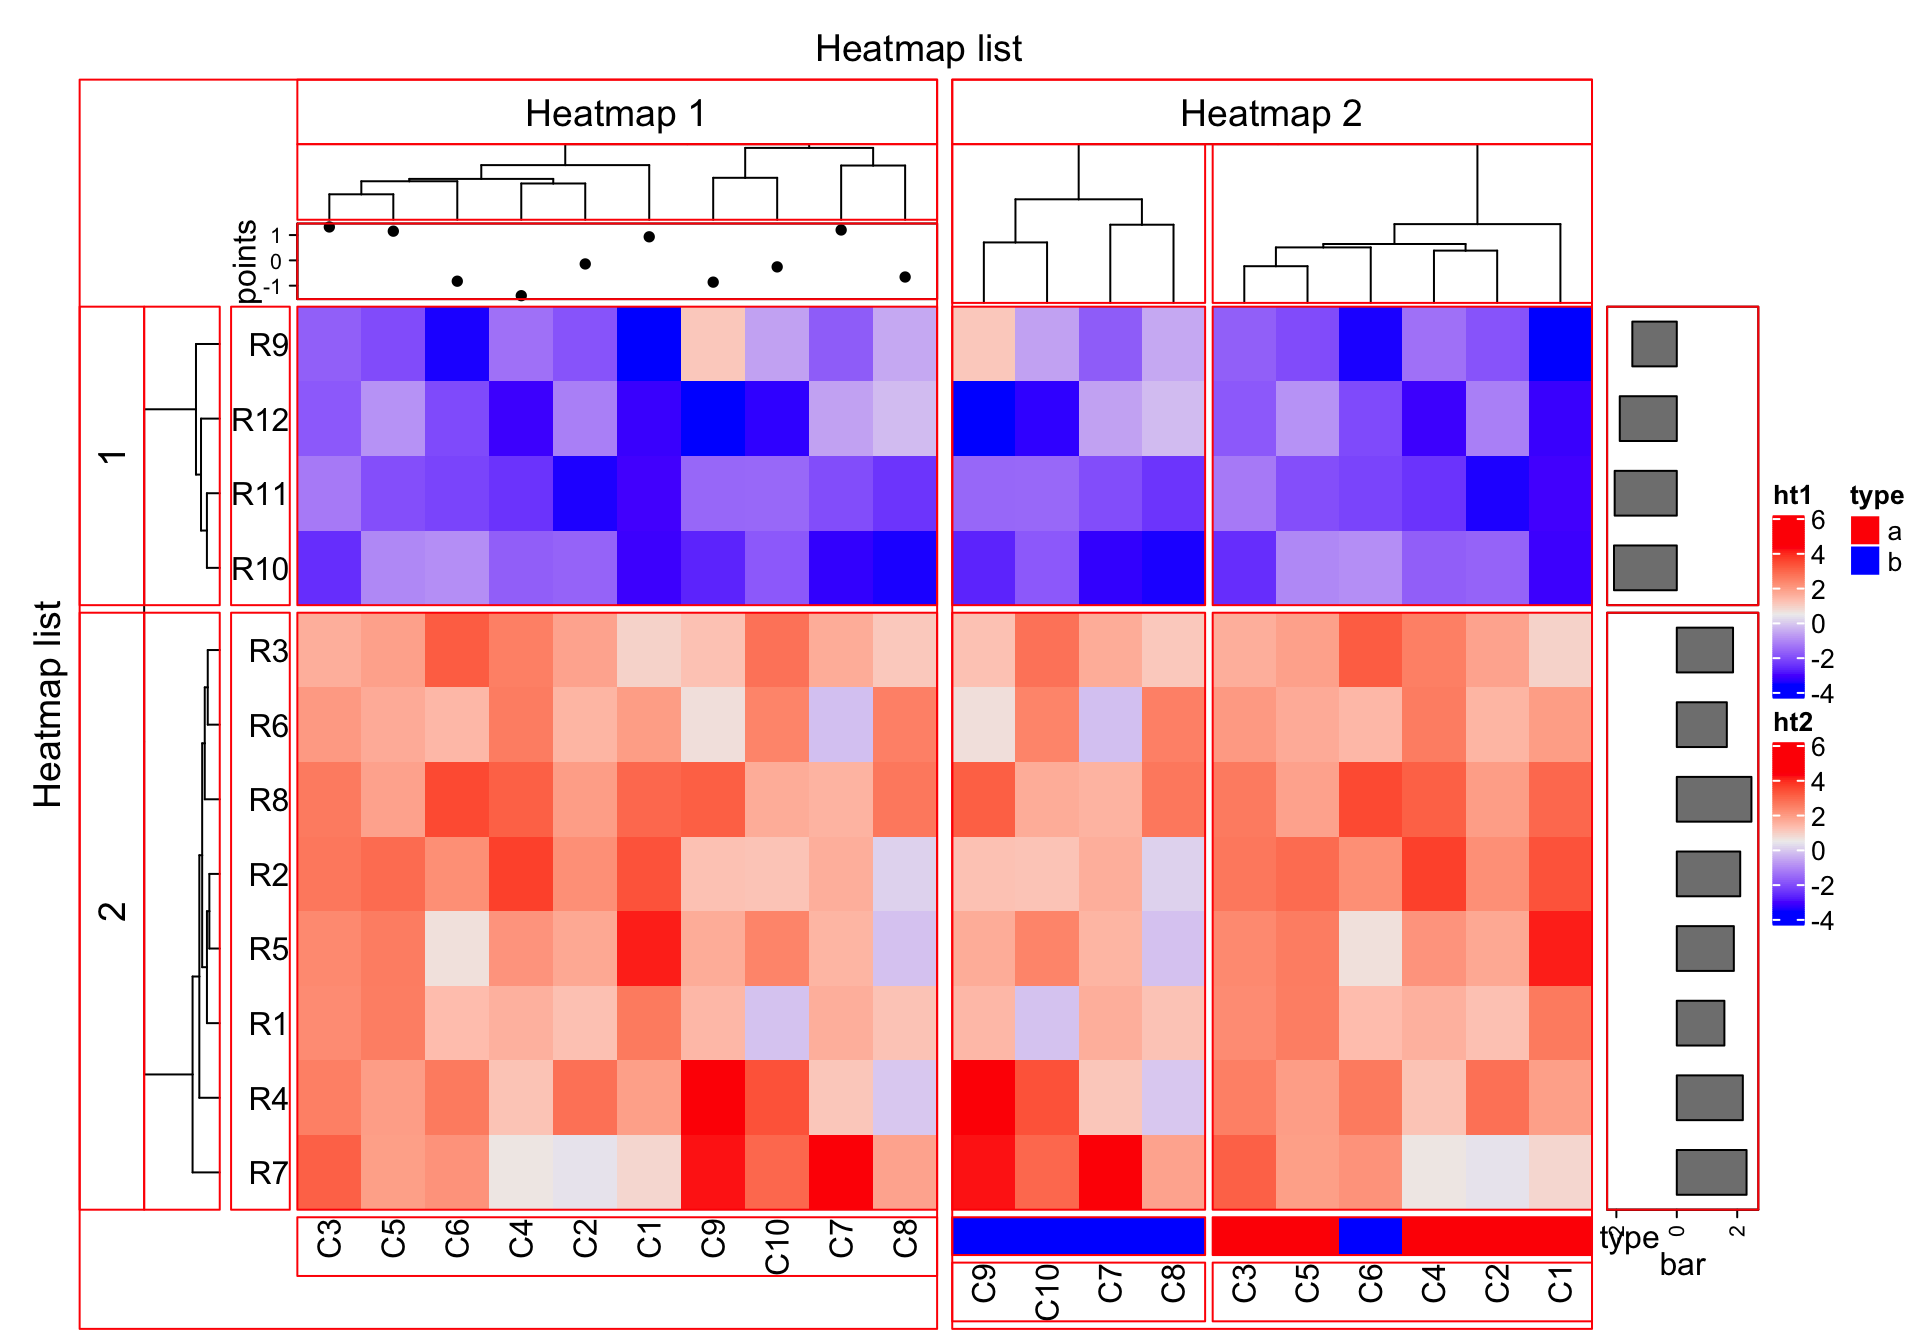 Heatmap list
Heatmap 1
Heatmap 2
points
1
0
-1
Heatmap list
1
2
R9
R12
R11
R10
R3
R6
R8
R2
R5
R1
R4
R7
C3 C5 C6 C4 C2 C1 C9 C10 C7 C8
C9 C10 C7 C8 C3 C5 C6 C4 C2 C1
type
-2 0 2
bar
ht1
6
4
2
0
-2
-4
type
a
b
ht2
6
4
2
0
-2
-4